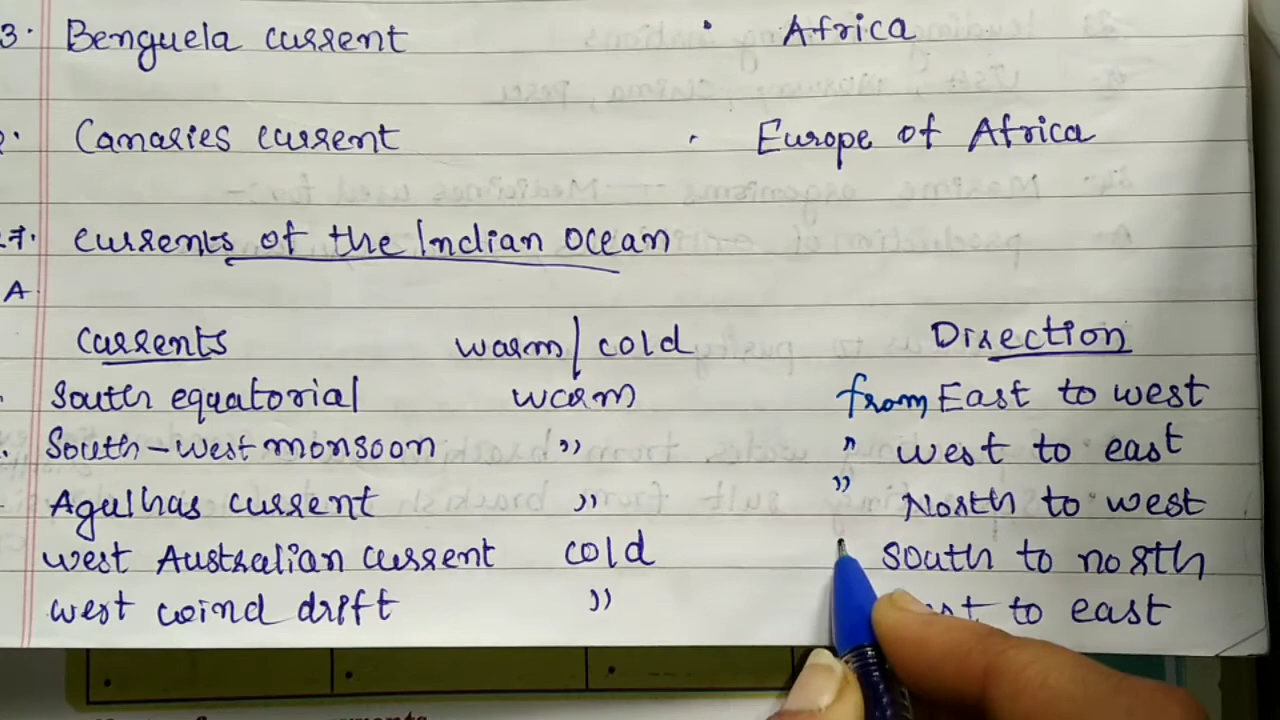 3. Benguela current . Africa
. Canaries current . Europe of Africa
27. currents of the Indian Ocean
A
Currents warm/cold Direction
South equatorial warm from East to west
South-west monsoon " " west to east
Agulhas current " " North to west
west Australian current cold south to north
west wind drift " to east